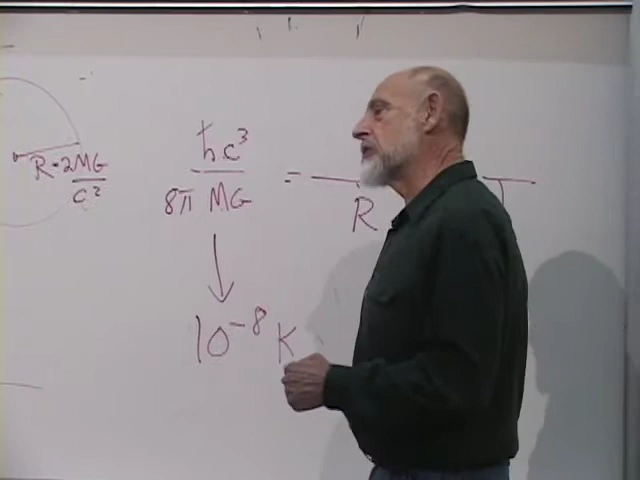 R = 2MG / c²
ħc³ / 8π MG = — / R
T
10⁻⁸ K